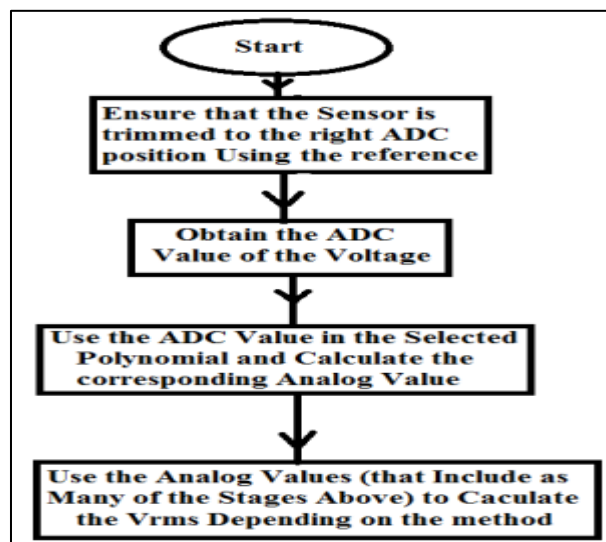 Start
Ensure that the Sensor is
trimmed to the right ADC
position Using the reference
Obtain the ADC
Value of the Voltage
Use the ADC Value in the Selected
Polynomial and Calculate the
corresponding Analog Value
Use the Analog Values (that Include as
Many of the Stages Above) to Caculate
the Vrms Depending on the method